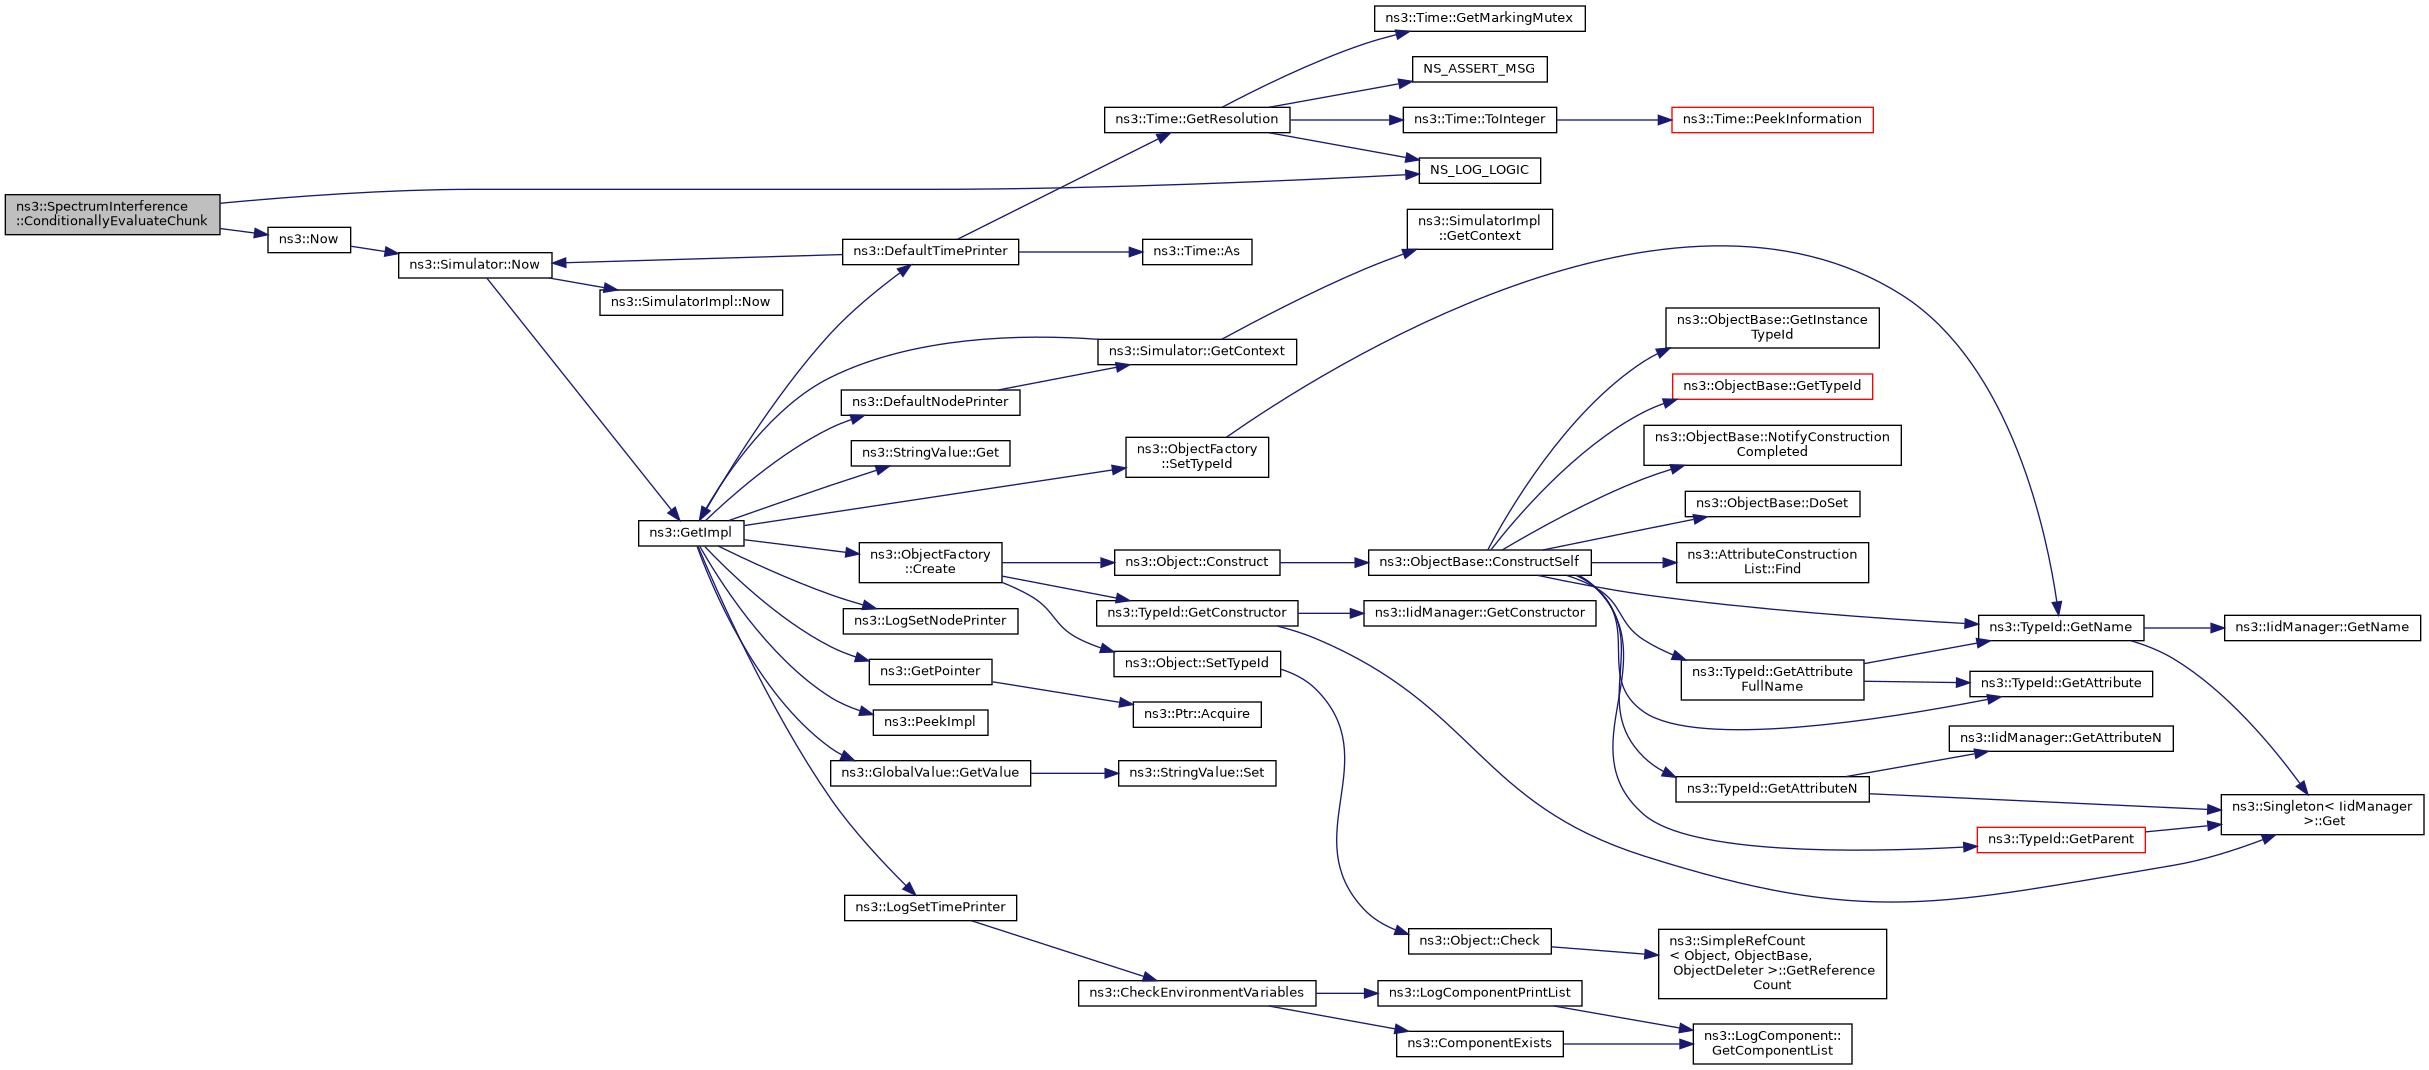 ns3::SpectrumInterference
::ConditionallyEvaluateChunk
ns3::Now
ns3::Simulator::Now
ns3::SimulatorImpl::Now
ns3::GetImpl
ns3::DefaultTimePrinter
ns3::DefaultNodePrinter
ns3::StringValue::Get
ns3::ObjectFactory
::Create
ns3::LogSetNodePrinter
ns3::GetPointer
ns3::PeekImpl
ns3::GlobalValue::GetValue
ns3::LogSetTimePrinter
ns3::Time::GetResolution
ns3::Time::As
ns3::Simulator::GetContext
ns3::ObjectFactory
::SetTypeId
ns3::Object::Construct
ns3::TypeId::GetConstructor
ns3::Object::SetTypeId
ns3::Ptr::Acquire
ns3::StringValue::Set
ns3::CheckEnvironmentVariables
ns3::Time::GetMarkingMutex
NS_ASSERT_MSG
ns3::Time::ToInteger
NS_LOG_LOGIC
ns3::SimulatorImpl
::GetContext
ns3::ObjectBase::ConstructSelf
ns3::IidManager::GetConstructor
ns3::Object::Check
ns3::LogComponentPrintList
ns3::ComponentExists
ns3::Time::PeekInformation
ns3::ObjectBase::GetInstance
TypeId
ns3::ObjectBase::GetTypeId
ns3::ObjectBase::NotifyConstruction
Completed
ns3::ObjectBase::DoSet
ns3::AttributeConstruction
List::Find
ns3::TypeId::GetAttribute
FullName
ns3::TypeId::GetAttributeN
ns3::SimpleRefCount
< Object, ObjectBase,
ObjectDeleter >::GetReference
Count
ns3::LogComponent::
GetComponentList
ns3::TypeId::GetName
ns3::TypeId::GetAttribute
ns3::IidManager::GetAttributeN
ns3::TypeId::GetParent
ns3::IidManager::GetName
ns3::Singleton< IidManager
>::Get